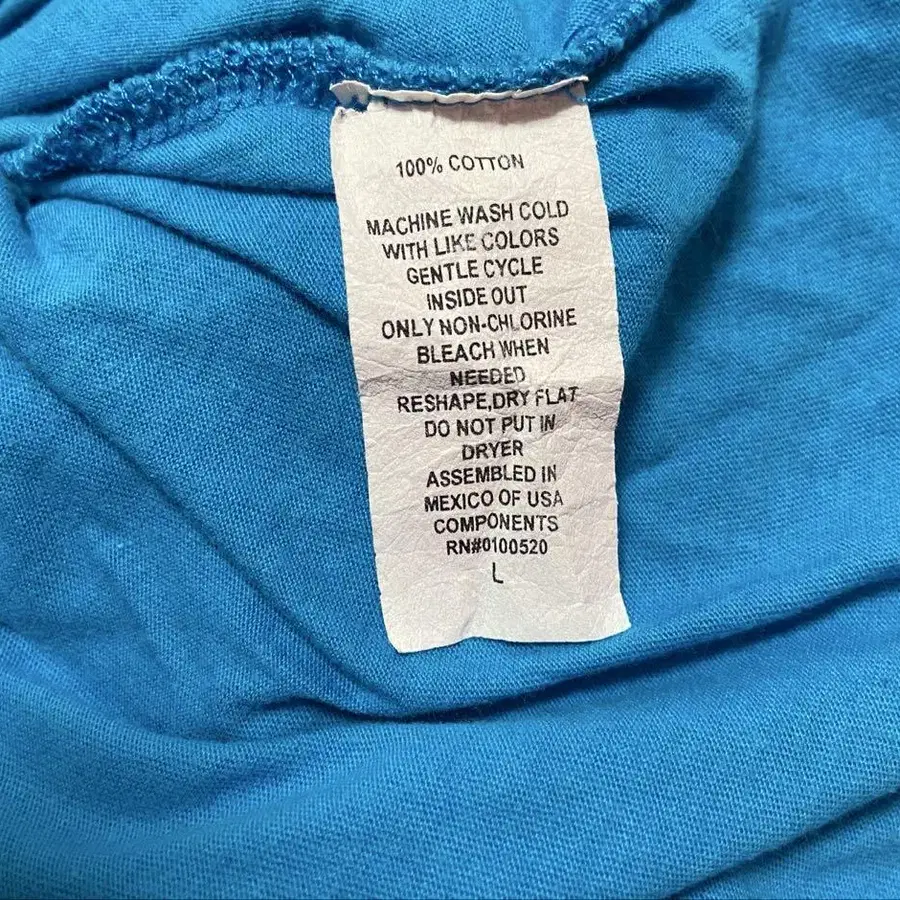 100% COTTON
MACHINE WASH COLD
WITH LIKE COLORS
GENTLE CYCLE
INSIDE OUT
ONLY NON-CHLORINE
BLEACH WHEN
NEEDED
RESHAPE,DRY FLAT
DO NOT PUT IN
DRYER
ASSEMBLED IN
MEXICO OF USA
COMPONENTS
RN#0100520
L